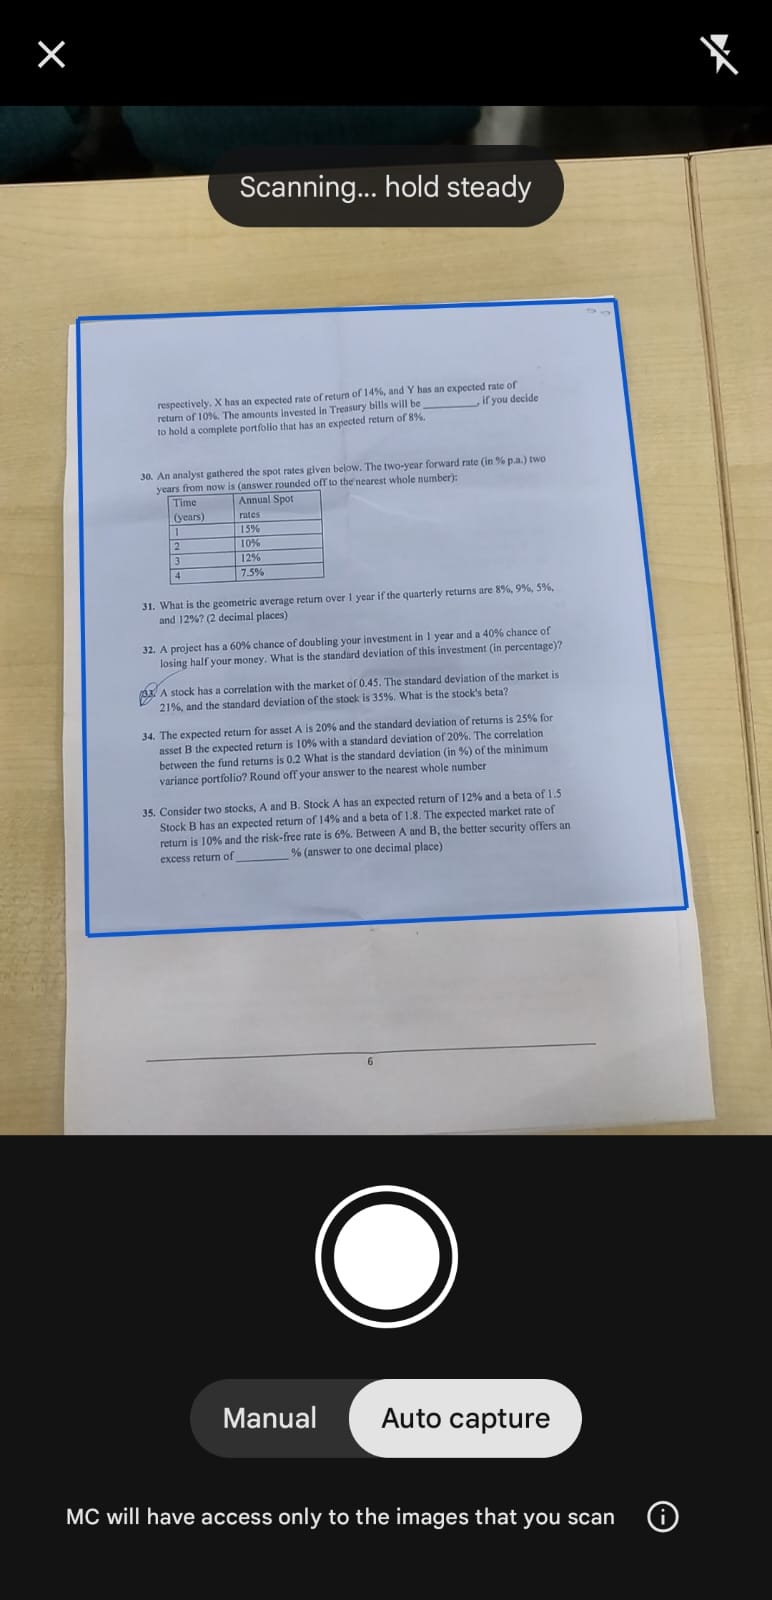 Scanning... hold steady
respectively. X has an expected rate of return of 14%, and Y has an expected rate of
return of 10%. The amounts invested in Treasury bills will be ________, if you decide
to hold a complete portfolio that has an expected return of 8%.
30. An analyst gathered the spot rates given below. The two-year forward rate (in % p.a.) two
years from now is (answer rounded off to the nearest whole number):
Time Annual Spot
(years) rates
1 15%
2 10%
3 12%
4 7.5%
31. What is the geometric average return over 1 year if the quarterly returns are 8%, 9%, 5%,
and 12%? (2 decimal places)
32. A project has a 60% chance of doubling your investment in 1 year and a 40% chance of
losing half your money. What is the standard deviation of this investment (in percentage)?
33. A stock has a correlation with the market of 0.45. The standard deviation of the market is
21%, and the standard deviation of the stock is 35%. What is the stock's beta?
34. The expected return for asset A is 20% and the standard deviation of returns is 25% for
asset B the expected return is 10% with a standard deviation of 20%. The correlation
between the fund returns is 0.2 What is the standard deviation (in %) of the minimum
variance portfolio? Round off your answer to the nearest whole number
35. Consider two stocks, A and B. Stock A has an expected return of 12% and a beta of 1.5
Stock B has an expected return of 14% and a beta of 1.8. The expected market rate of
return is 10% and the risk-free rate is 6%. Between A and B, the better security offers an
excess return of ________ % (answer to one decimal place)
6
Manual
Auto capture
MC will have access only to the images that you scan